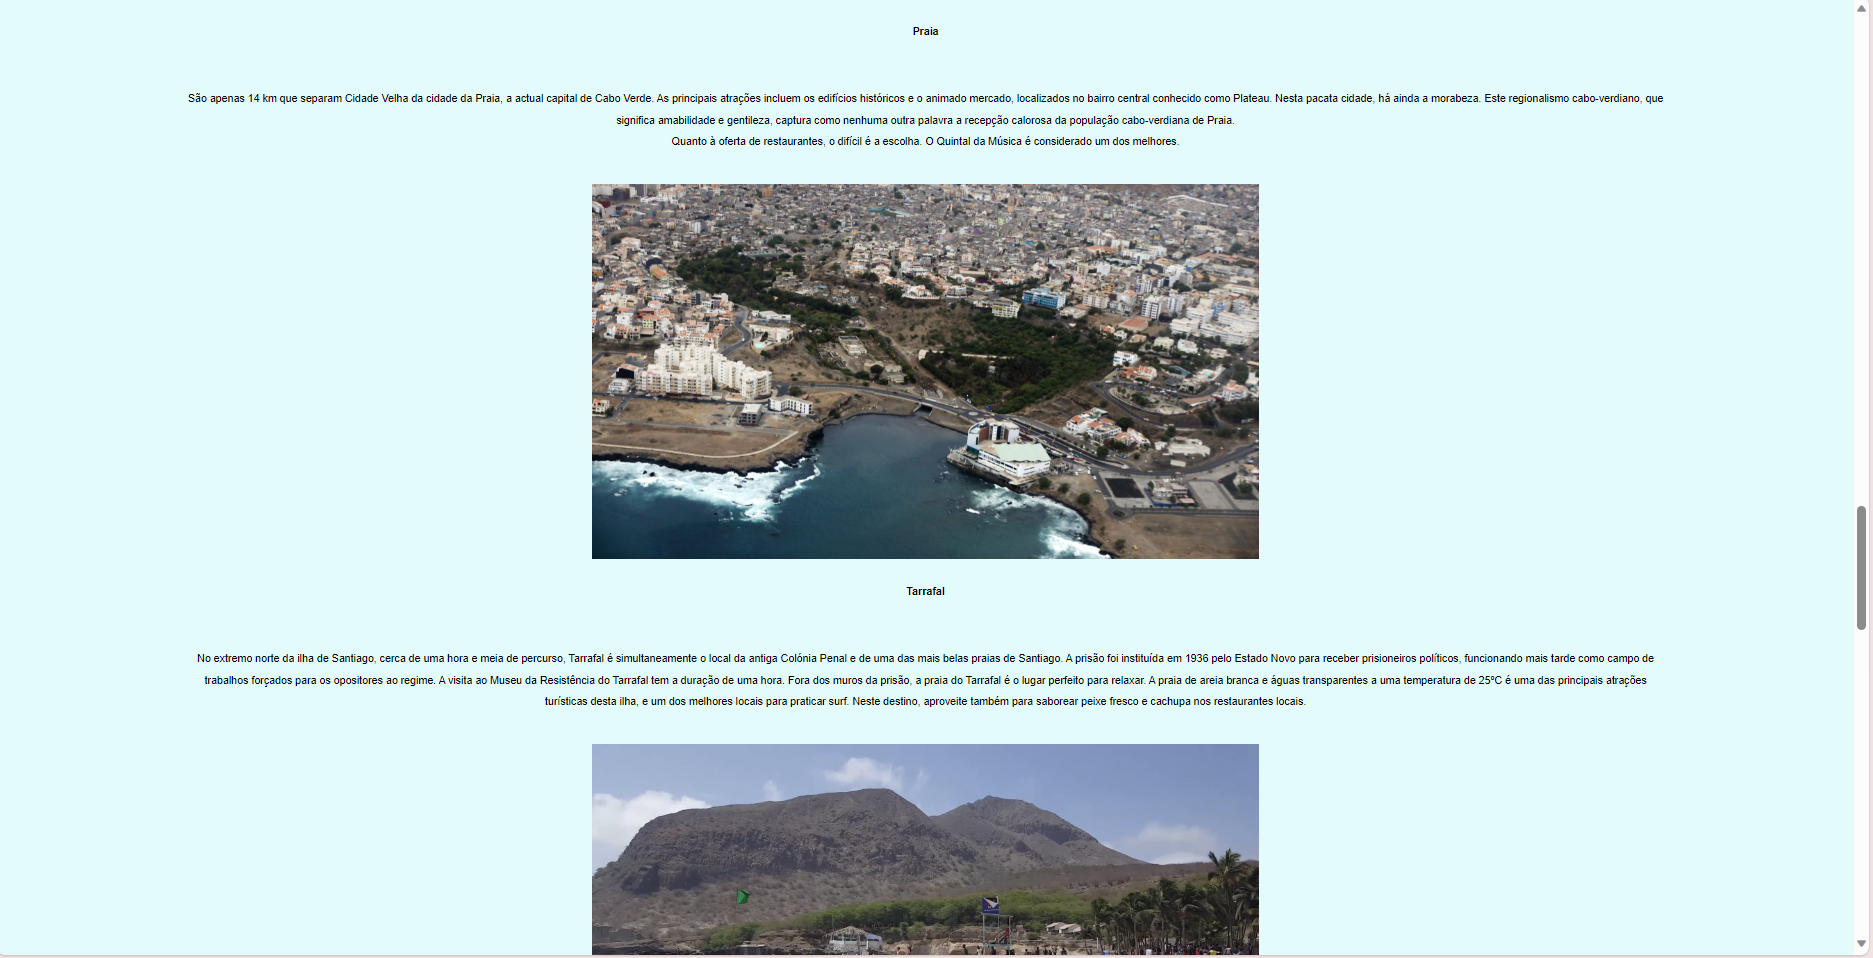 Praia
São apenas 14 km que separam Cidade Velha da cidade da Praia, a actual capital de Cabo Verde. As principais atrações incluem os edifícios históricos e o animado mercado, localizados no bairro central conhecido como Plateau. Nesta pacata cidade, há ainda a morabeza. Este regionalismo cabo-verdiano, que
significa amabilidade e gentileza, captura como nenhuma outra palavra a recepção calorosa da população cabo-verdiana de Praia.
Quanto à oferta de restaurantes, o difícil é a escolha. O Quintal da Música é considerado um dos melhores.
Tarrafal
No extremo norte da ilha de Santiago, cerca de uma hora e meia de percurso, Tarrafal é simultaneamente o local da antiga Colónia Penal e de uma das mais belas praias de Santiago. A prisão foi instituída em 1936 pelo Estado Novo para receber prisioneiros políticos, funcionando mais tarde como campo de
trabalhos forçados para os opositores ao regime. A visita ao Museu da Resistência do Tarrafal tem a duração de uma hora. Fora dos muros da prisão, a praia do Tarrafal é o lugar perfeito para relaxar. A praia de areia branca e águas transparentes a uma temperatura de 25ºC é uma das principais atrações
turísticas desta ilha, e um dos melhores locais para praticar surf. Neste destino, aproveite também para saborear peixe fresco e cachupa nos restaurantes locais.